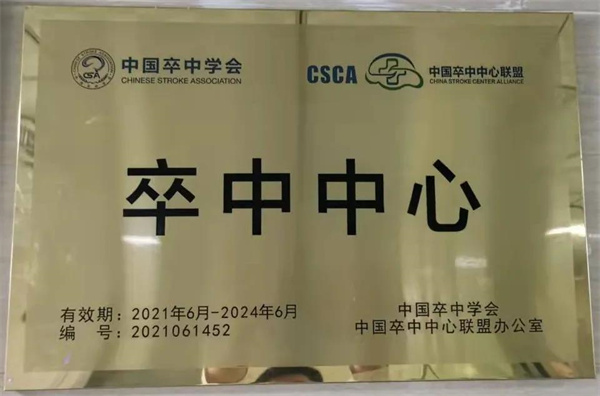 中国卒中学会
CHINESE STROKE ASSOCIATION
CSCA 中国卒中中心联盟
CHINA STROKE CENTER ALLIANCE
卒中中心
有效期：2021年6月-2024年6月
编 号：2021061452
中国卒中学会
中国卒中中心联盟办公室